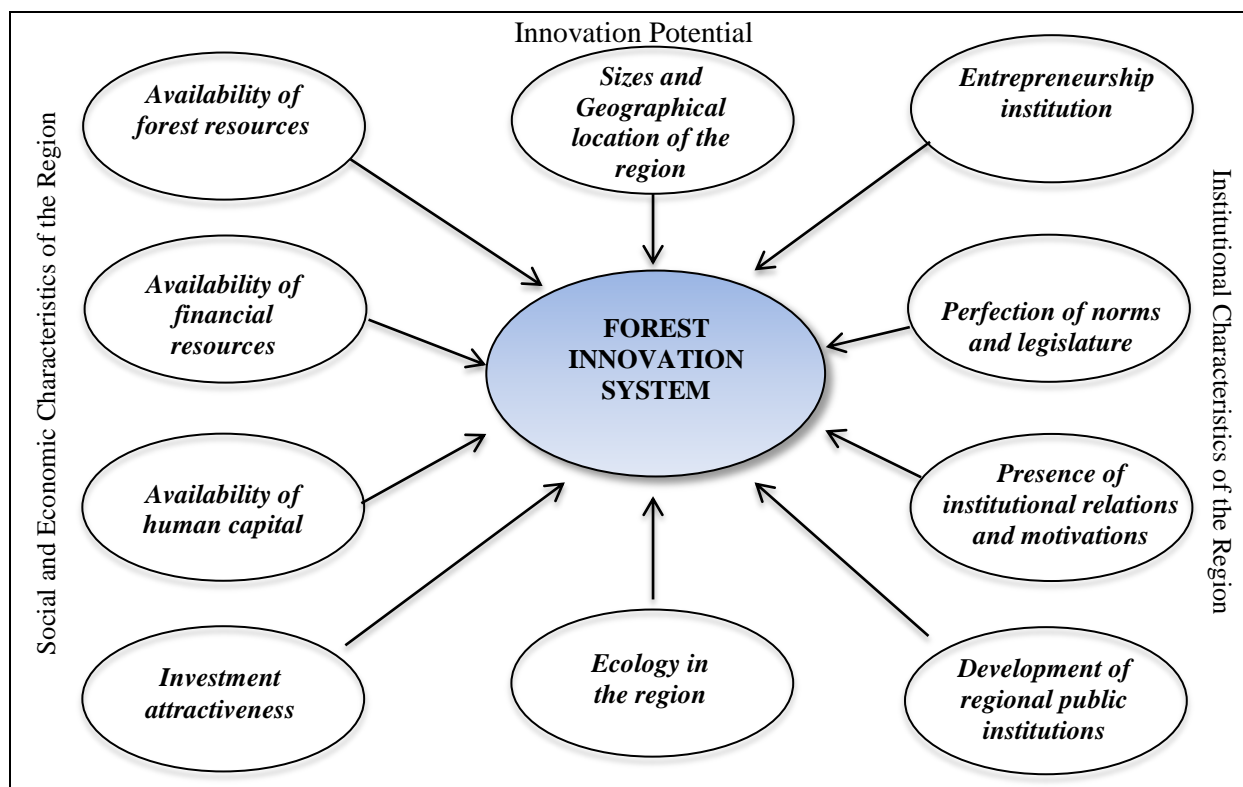 Innovation Potential
Social and Economic Characteristics of the Region
Availability of
forest resources
Sizes and
Geographical
location of the
region
Entrepreneurship
institution
Availability of
financial
resources
FOREST
INNOVATION
SYSTEM
Perfection of norms
and legislature
Availability of
human capital
Presence of
institutional relations
and motivations
Investment
attractiveness
Ecology in
the region
Development of
regional public
institutions
Institutional Characteristics of the Region